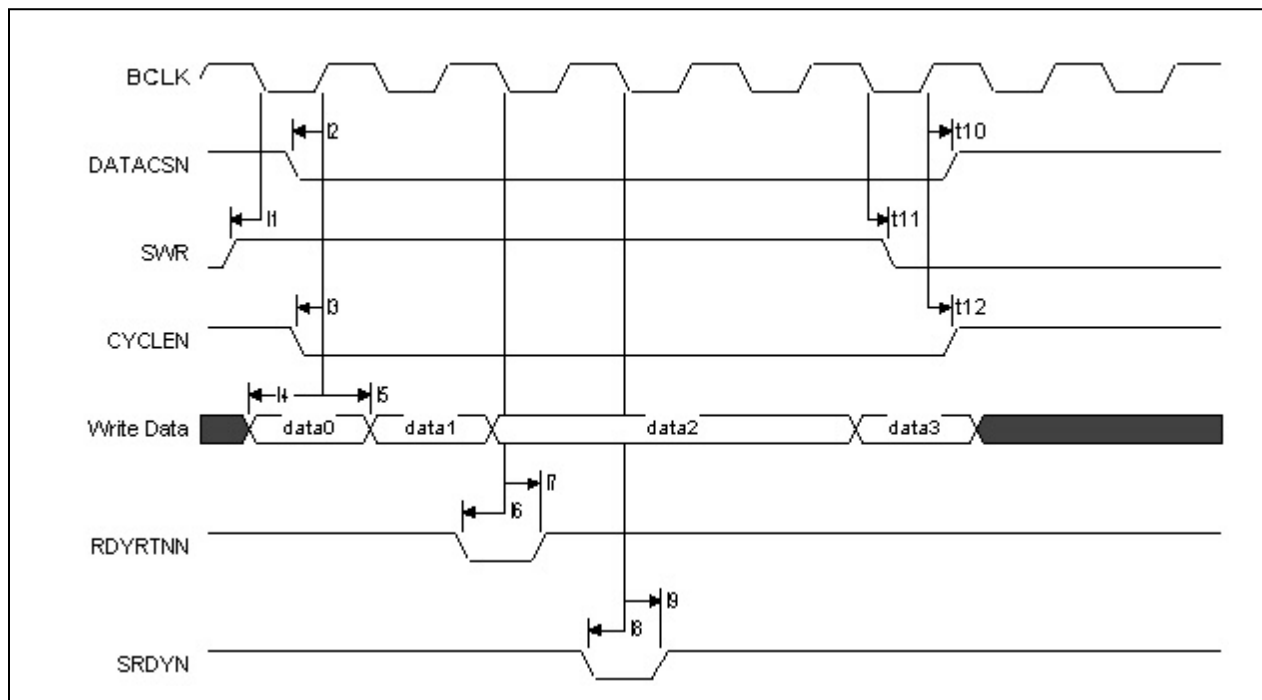 BCLK
t2
t10
DATACSN
t1
t11
SWR
t3
t12
CYCLEN
t4
t5
Write Data
data0
data1
data2
data3
t7
t6
RDYRTNN
t9
t8
SRDYN